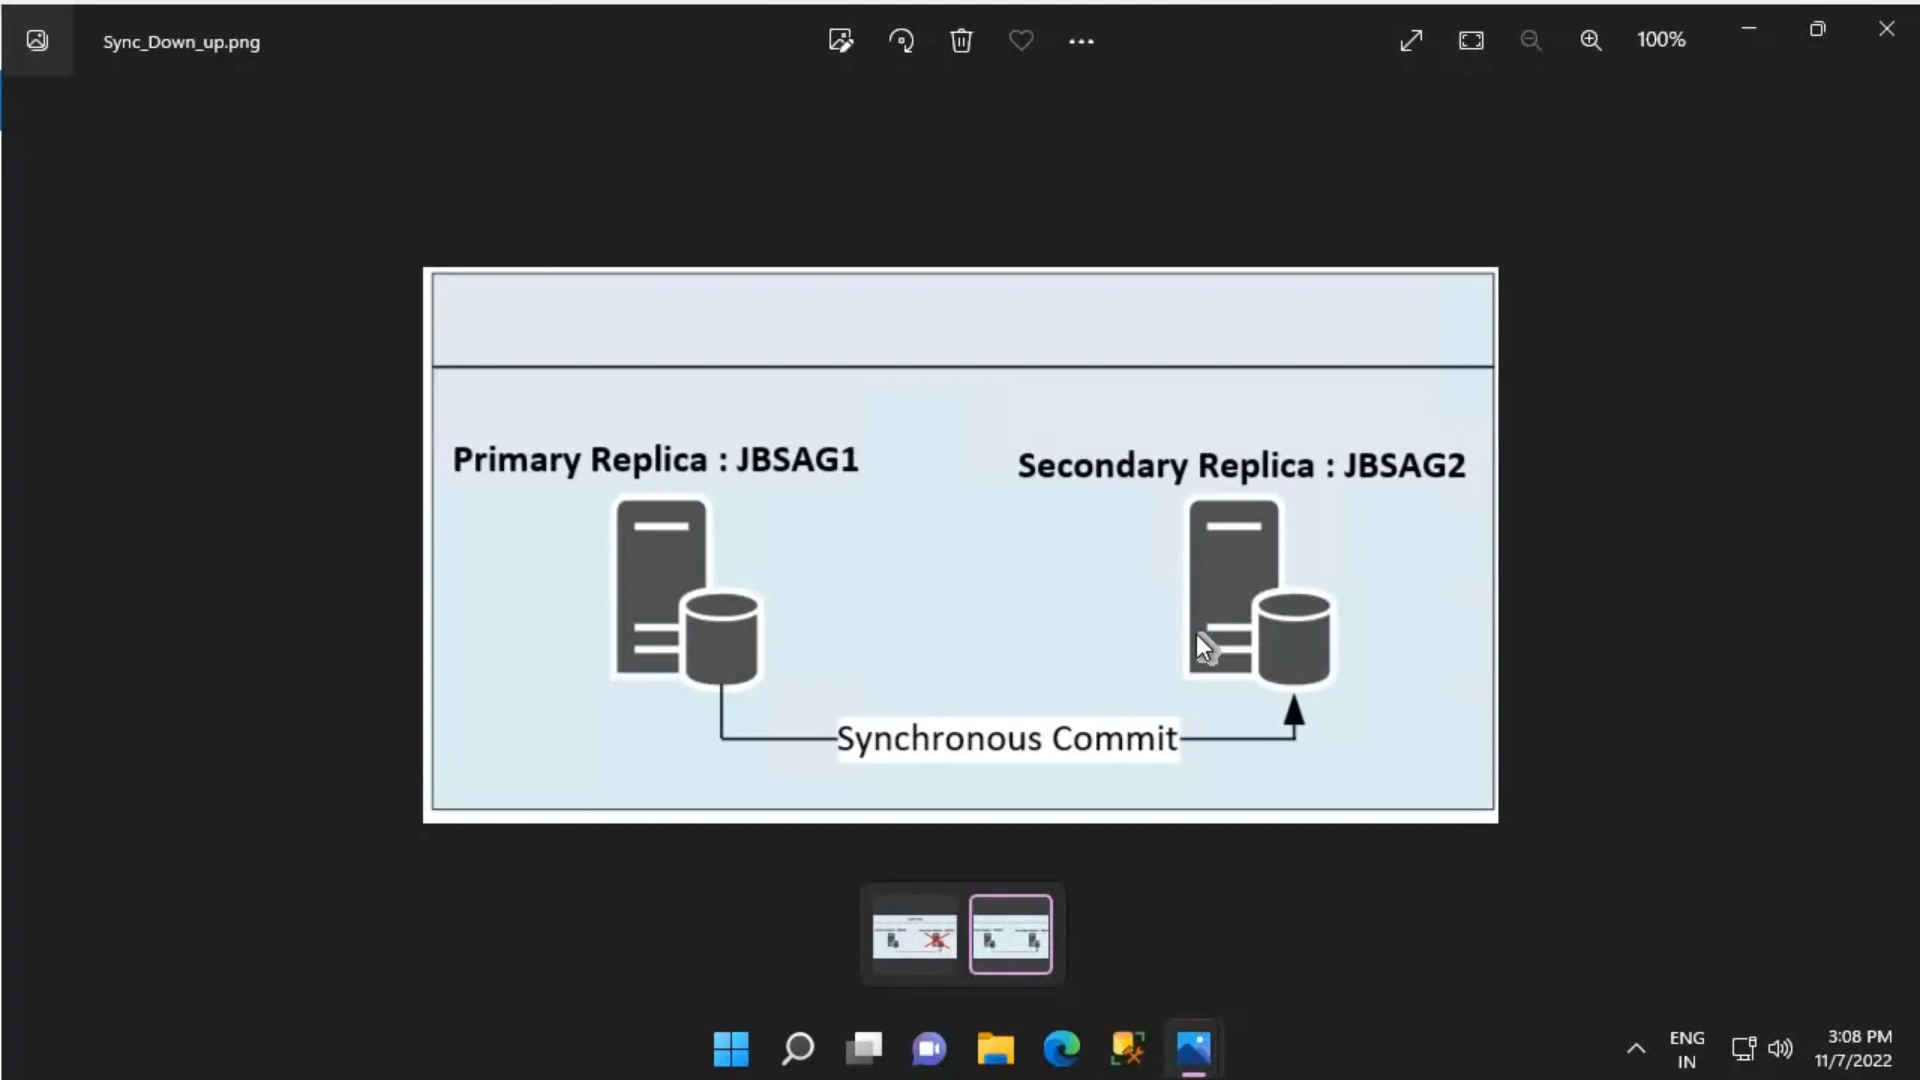 Sync_Down_up.png
100%
Primary Replica : JBSAG1
Secondary Replica : JBSAG2
Synchronous Commit
ENG
IN
3:08 PM
11/7/2022